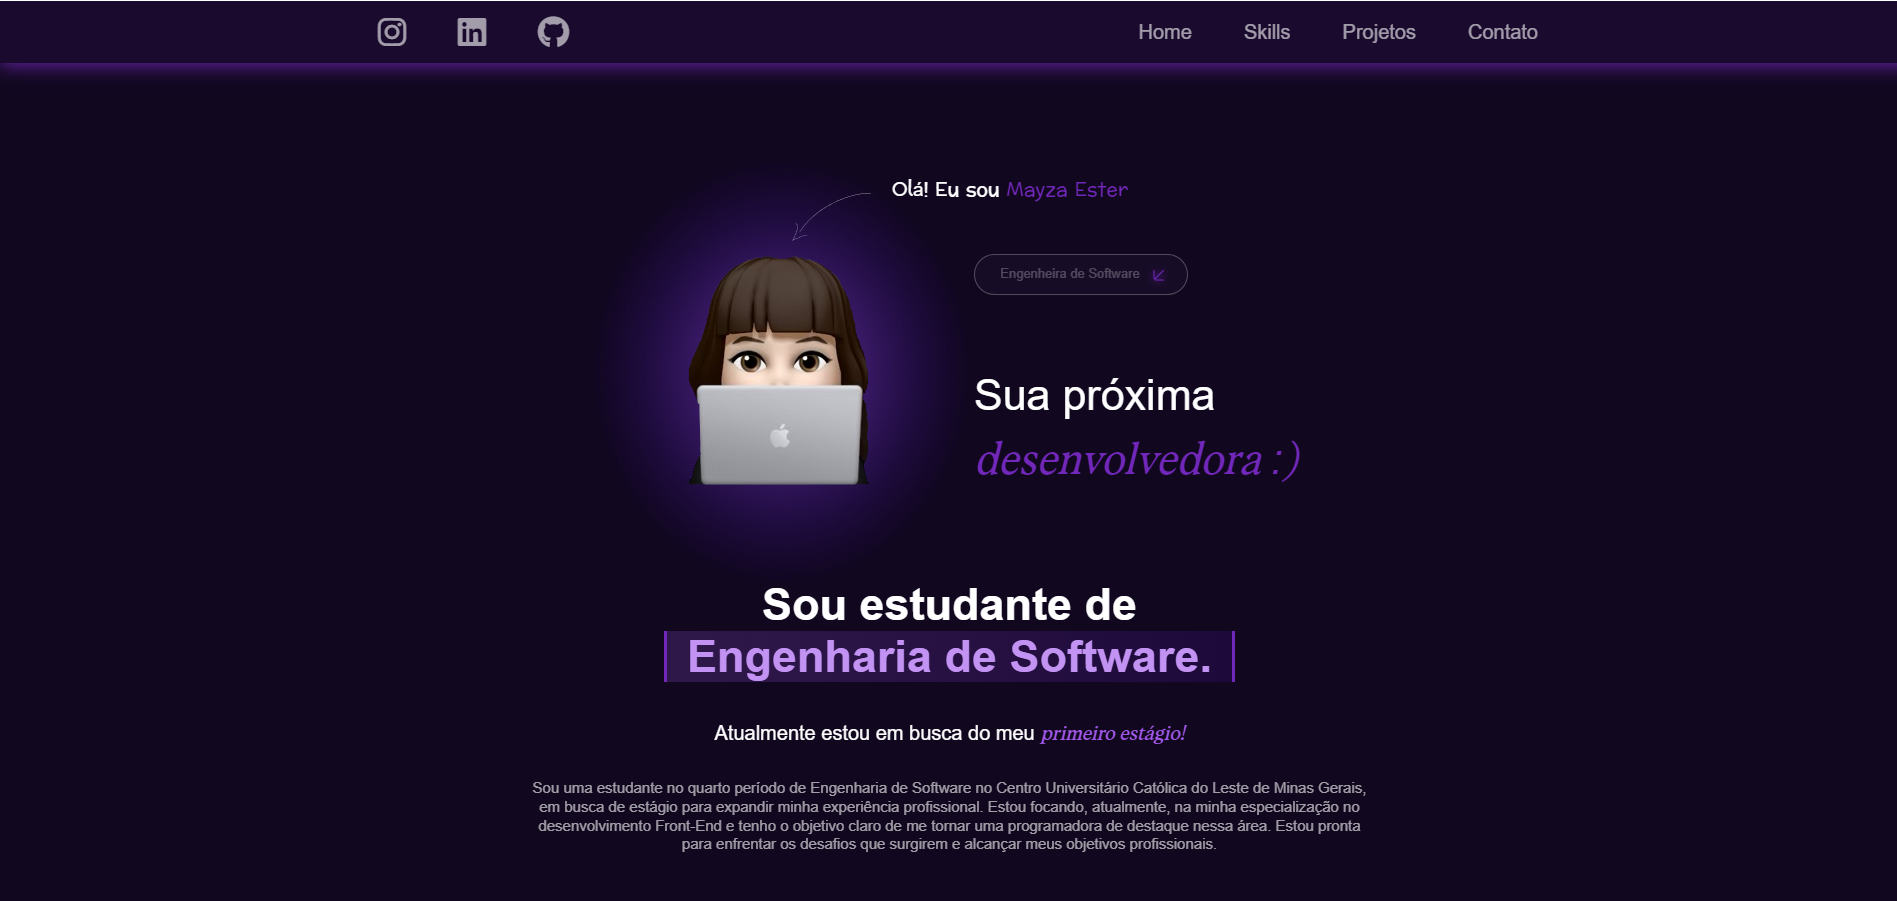 Home Skills Projetos Contato
Olá! Eu sou Mayza Ester
Engenheira de Software
Sua próxima
desenvolvedora :)
Sou estudante de
Engenharia de Software.
Atualmente estou em busca do meu primeiro estágio!
Sou uma estudante no quarto período de Engenharia de Software no Centro Universitário Católica do Leste de Minas Gerais,
em busca de estágio para expandir minha experiência profissional. Estou focando, atualmente, na minha especialização no
desenvolvimento Front-End e tenho o objetivo claro de me tornar uma programadora de destaque nessa área. Estou pronta
para enfrentar os desafios que surgirem e alcançar meus objetivos profissionais.